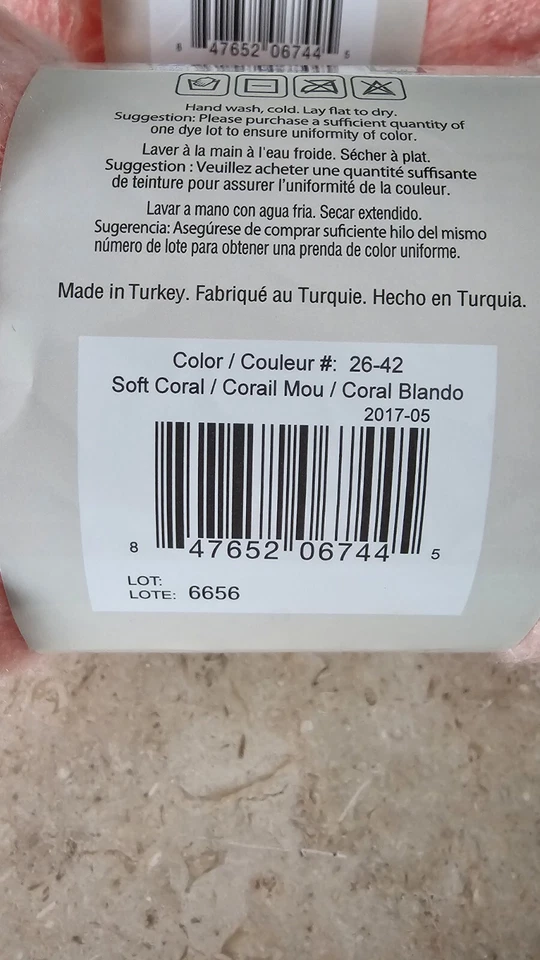 8 47652 06744 5
Hand wash, cold. Lay flat to dry.
Suggestion: Please purchase a sufficient quantity of
one dye lot to ensure uniformity of color.
Laver à la main à l'eau froide. Sécher à plat.
Suggestion : Veuillez acheter une quantité suffisante
de teinture pour assurer l'uniformité de la couleur.
Lavar a mano con agua fria. Secar extendido.
Sugerencia: Asegúrese de comprar suficiente hilo del mismo
número de lote para obtener una prenda de color uniforme.
Made in Turkey. Fabriqué au Turquie. Hecho en Turquia.
Color / Couleur #: 26-42
Soft Coral / Corail Mou / Coral Blando
2017-05
8 47652 06744 5
LOT:
LOTE: 6656